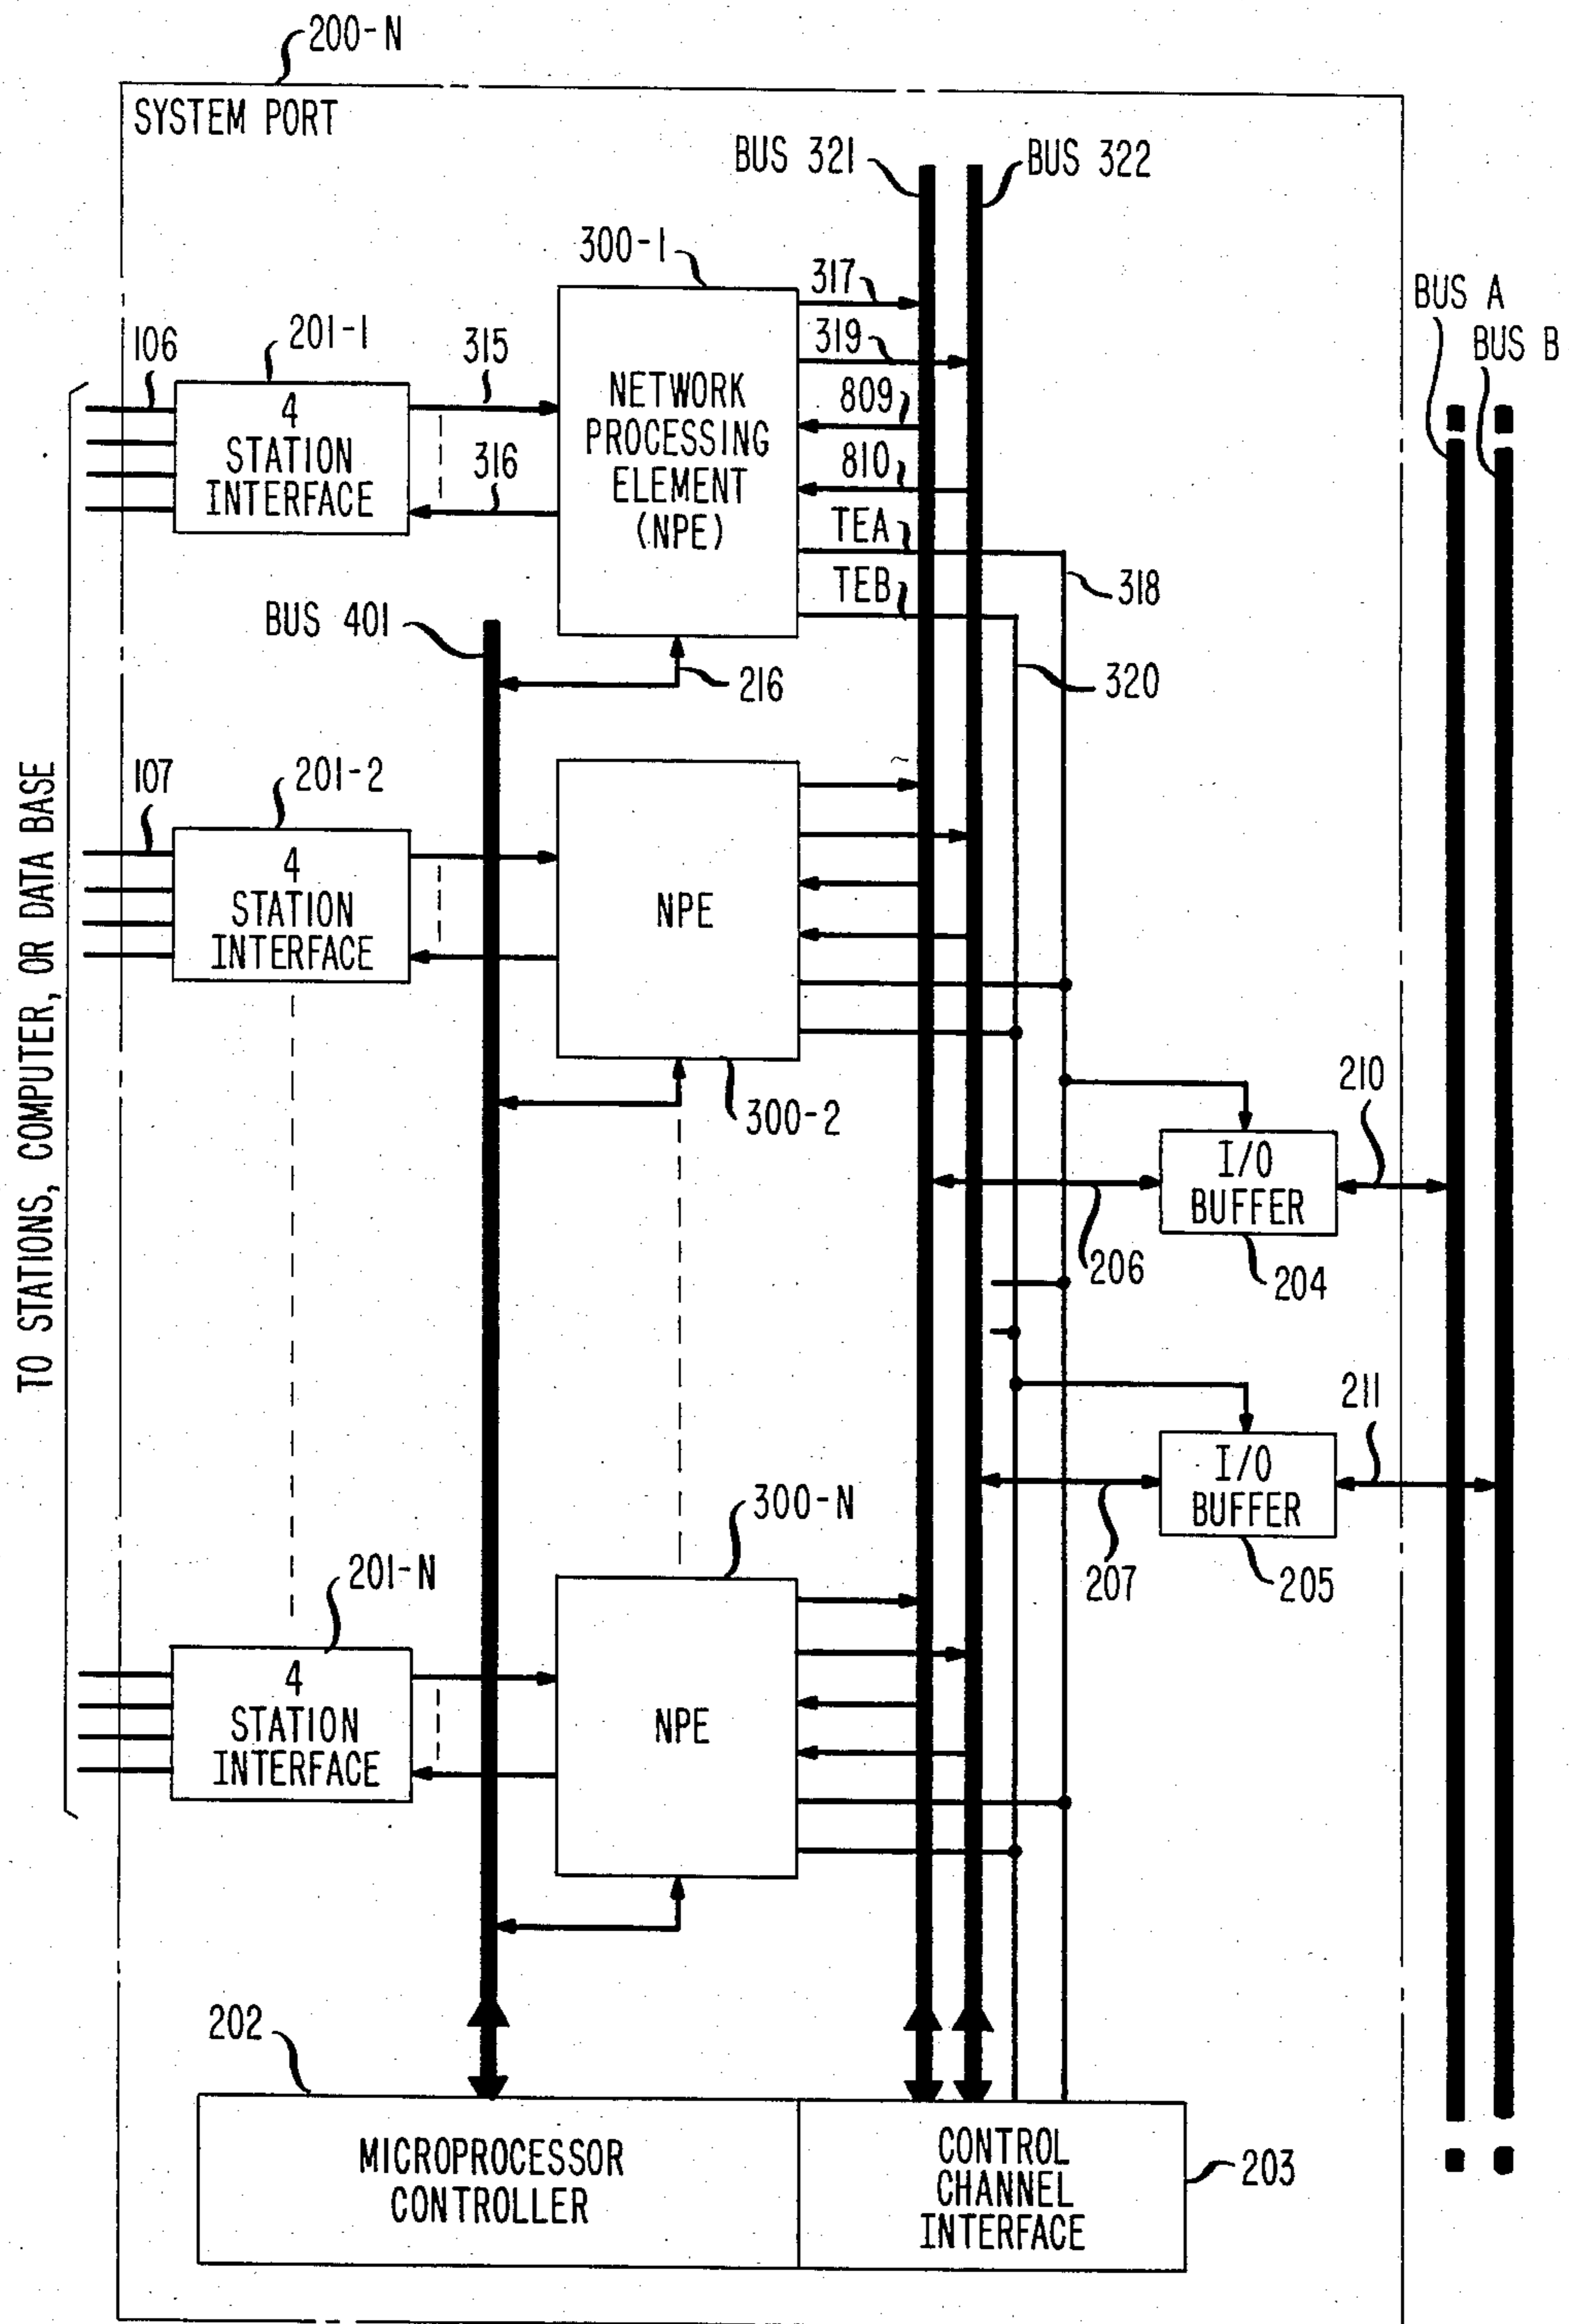 200-N
SYSTEM PORT
BUS 321
BUS 322
300-1
317
BUS A
BUS B
106
201-1
315
319
4
STATION
INTERFACE
316
NETWORK
PROCESSING
ELEMENT
(NPE)
809
810
TEA
TEB
318
BUS 401
216
320
TO STATIONS, COMPUTER, OR DATA BASE
107
201-2
4
STATION
INTERFACE
NPE
300-2
210
I/O
BUFFER
206
204
211
I/O
BUFFER
207
205
300-N
201-N
4
STATION
INTERFACE
NPE
202
MICROPROCESSOR
CONTROLLER
CONTROL
CHANNEL
INTERFACE
203